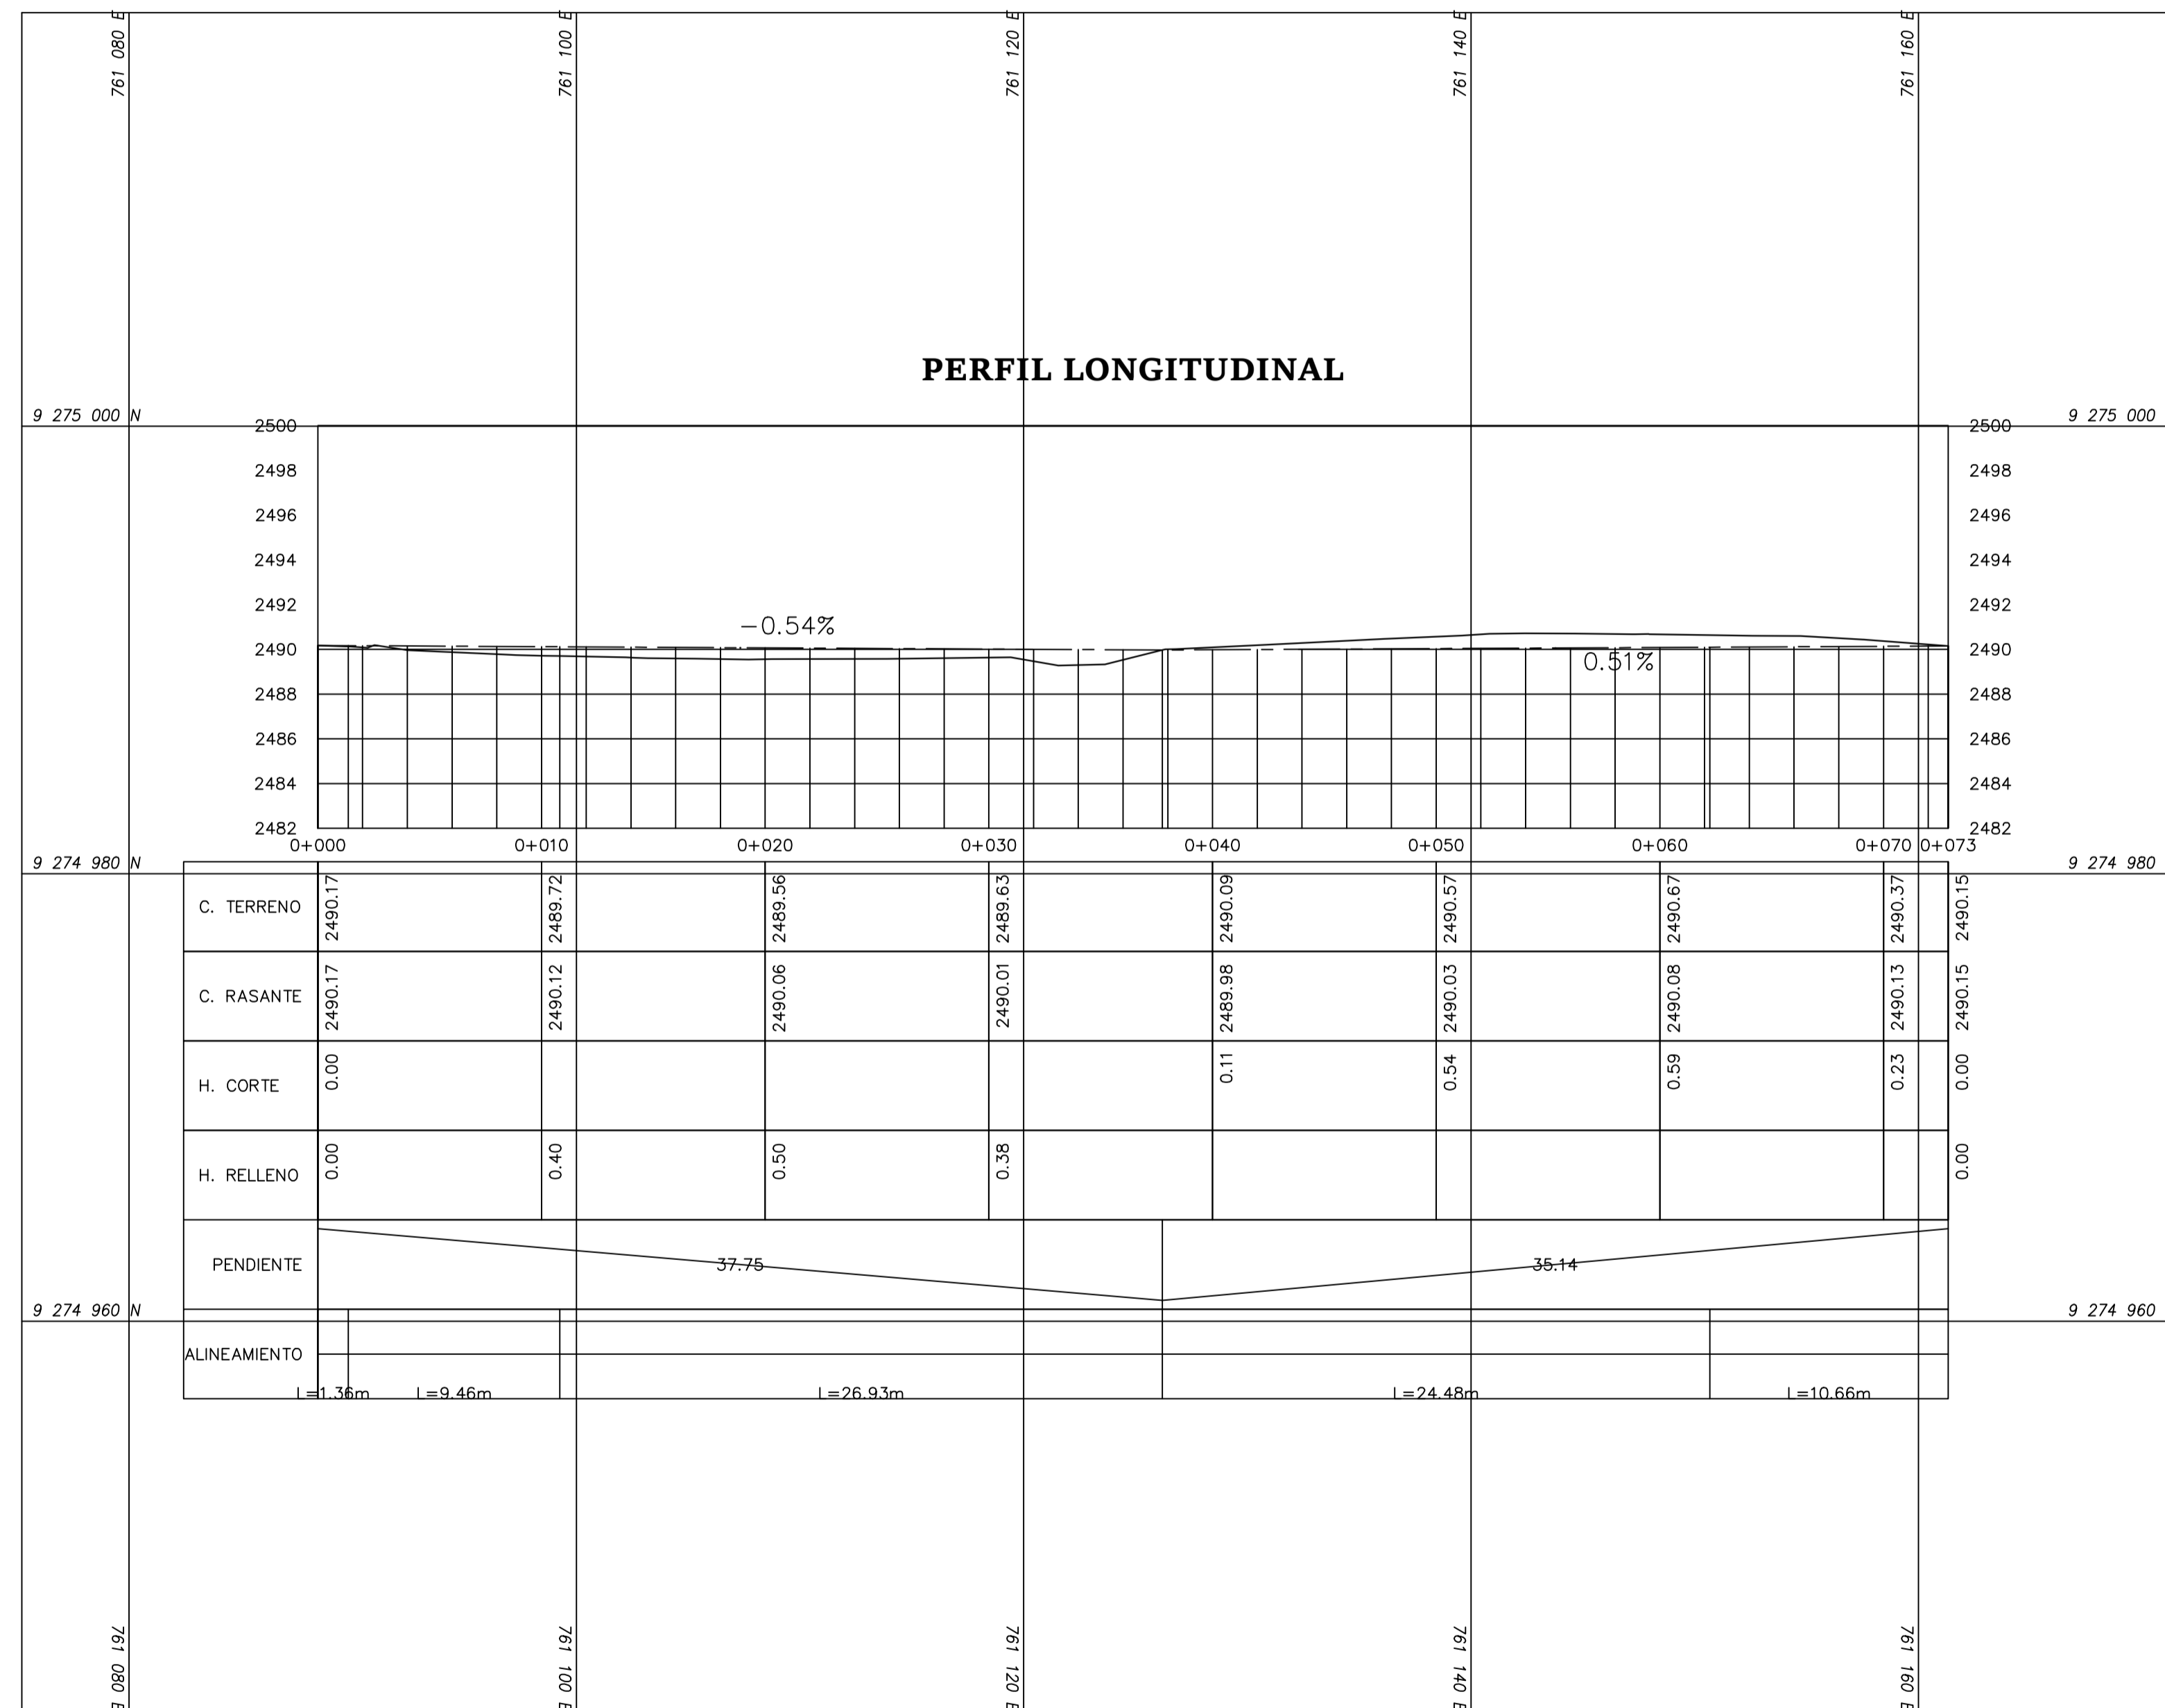 761 080 E 761 100 E 761 120 E 761 140 E 761 160 E
PERFIL LONGITUDINAL
9 275 000 N 9 275 000
2500 2500
2498 2498
2496 2496
2494 2494
2492 2492
-0.54%
2490 2490
0.51%
2488 2488
2486 2486
2484 2484
2482 2482
0+000 0+010 0+020 0+030 0+040 0+050 0+060 0+070 0+073
9 274 980 N 9 274 980
C. TERRENO 2490.17 2489.72 2489.56 2489.63 2490.09 2490.57 2490.67 2490.37 2490.15
C. RASANTE 2490.17 2490.12 2490.06 2490.01 2489.98 2490.03 2490.08 2490.13 2490.15
H. CORTE 0.00 0.11 0.54 0.59 0.23 0.00
H. RELLENO 0.00 0.40 0.50 0.38 0.00
PENDIENTE 37.75 35.14
9 274 960 N 9 274 960
ALINEAMIENTO
L=1.36m L=9.46m L=26.93m L=24.48m L=10.66m
761 080 E 761 100 E 761 120 E 761 140 E 761 160 E